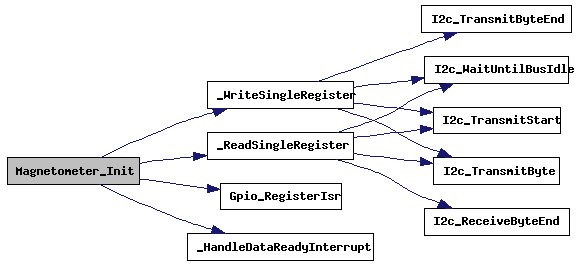 Magnetometer_Init
_WriteSingleRegister
_ReadSingleRegister
Gpio_RegisterIsr
_HandleDataReadyInterrupt
I2c_TransmitByteEnd
I2c_WaitUntilBusIdle
I2c_TransmitStart
I2c_TransmitByte
I2c_ReceiveByteEnd